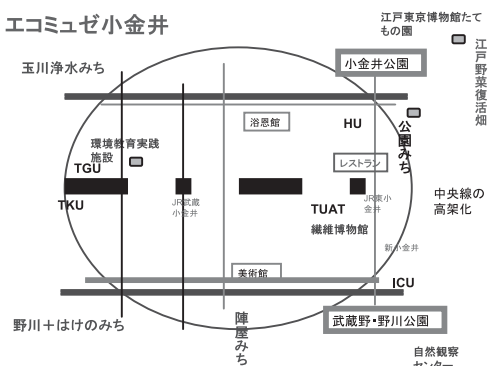 エコミュゼ小金井
江戸東京博物館たて
もの園
江戸野菜復活畑
玉川浄水みち
小金井公園
浴恩館
HU
公園みち
環境教育実践
施設
TGU
レストラン
TKU
JR武蔵
小金井
TUAT
JR東小
金井
中央線の
高架化
繊維博物館
新小金井
美術館
ICU
野川＋はけのみち
陣屋みち
武蔵野・野川公園
自然観察
センター